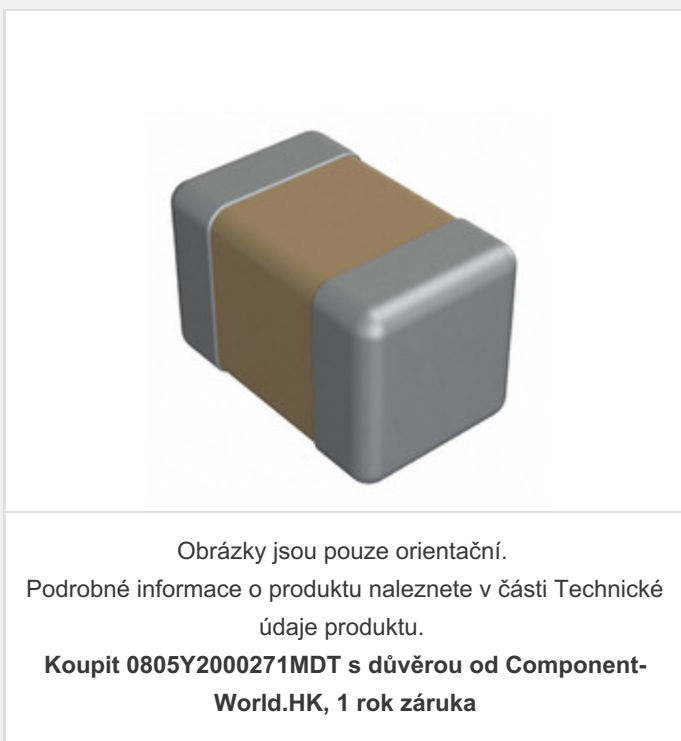 Obrázky jsou pouze orientační.
Podrobné informace o produktu naleznete v části Technické
údaje produktu.
Koupit 0805Y2000271MDT s důvěrou od Component-
World.HK, 1 rok záruka